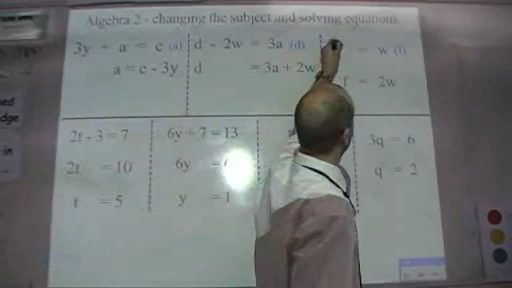 Algebra 2 - changing the subject and solving equations
3y + a = c (a)
a = c - 3y
d - 2w = 3a (d)
d = 3a + 2w
= w (f)
f = 2w
2t - 3 = 7
2t = 10
t = 5
6y + 7 = 13
6y =
y = 1
3q = 6
q = 2